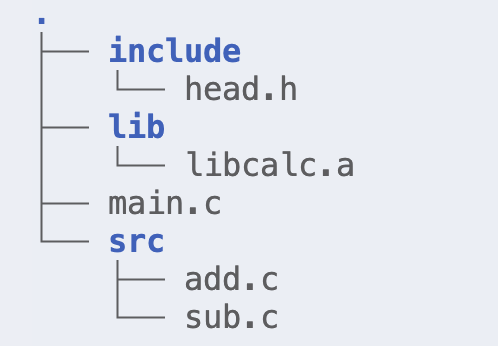 .
├── include
│   └── head.h
├── lib
│   └── libcalc.a
├── main.c
└── src
    ├── add.c
    └── sub.c